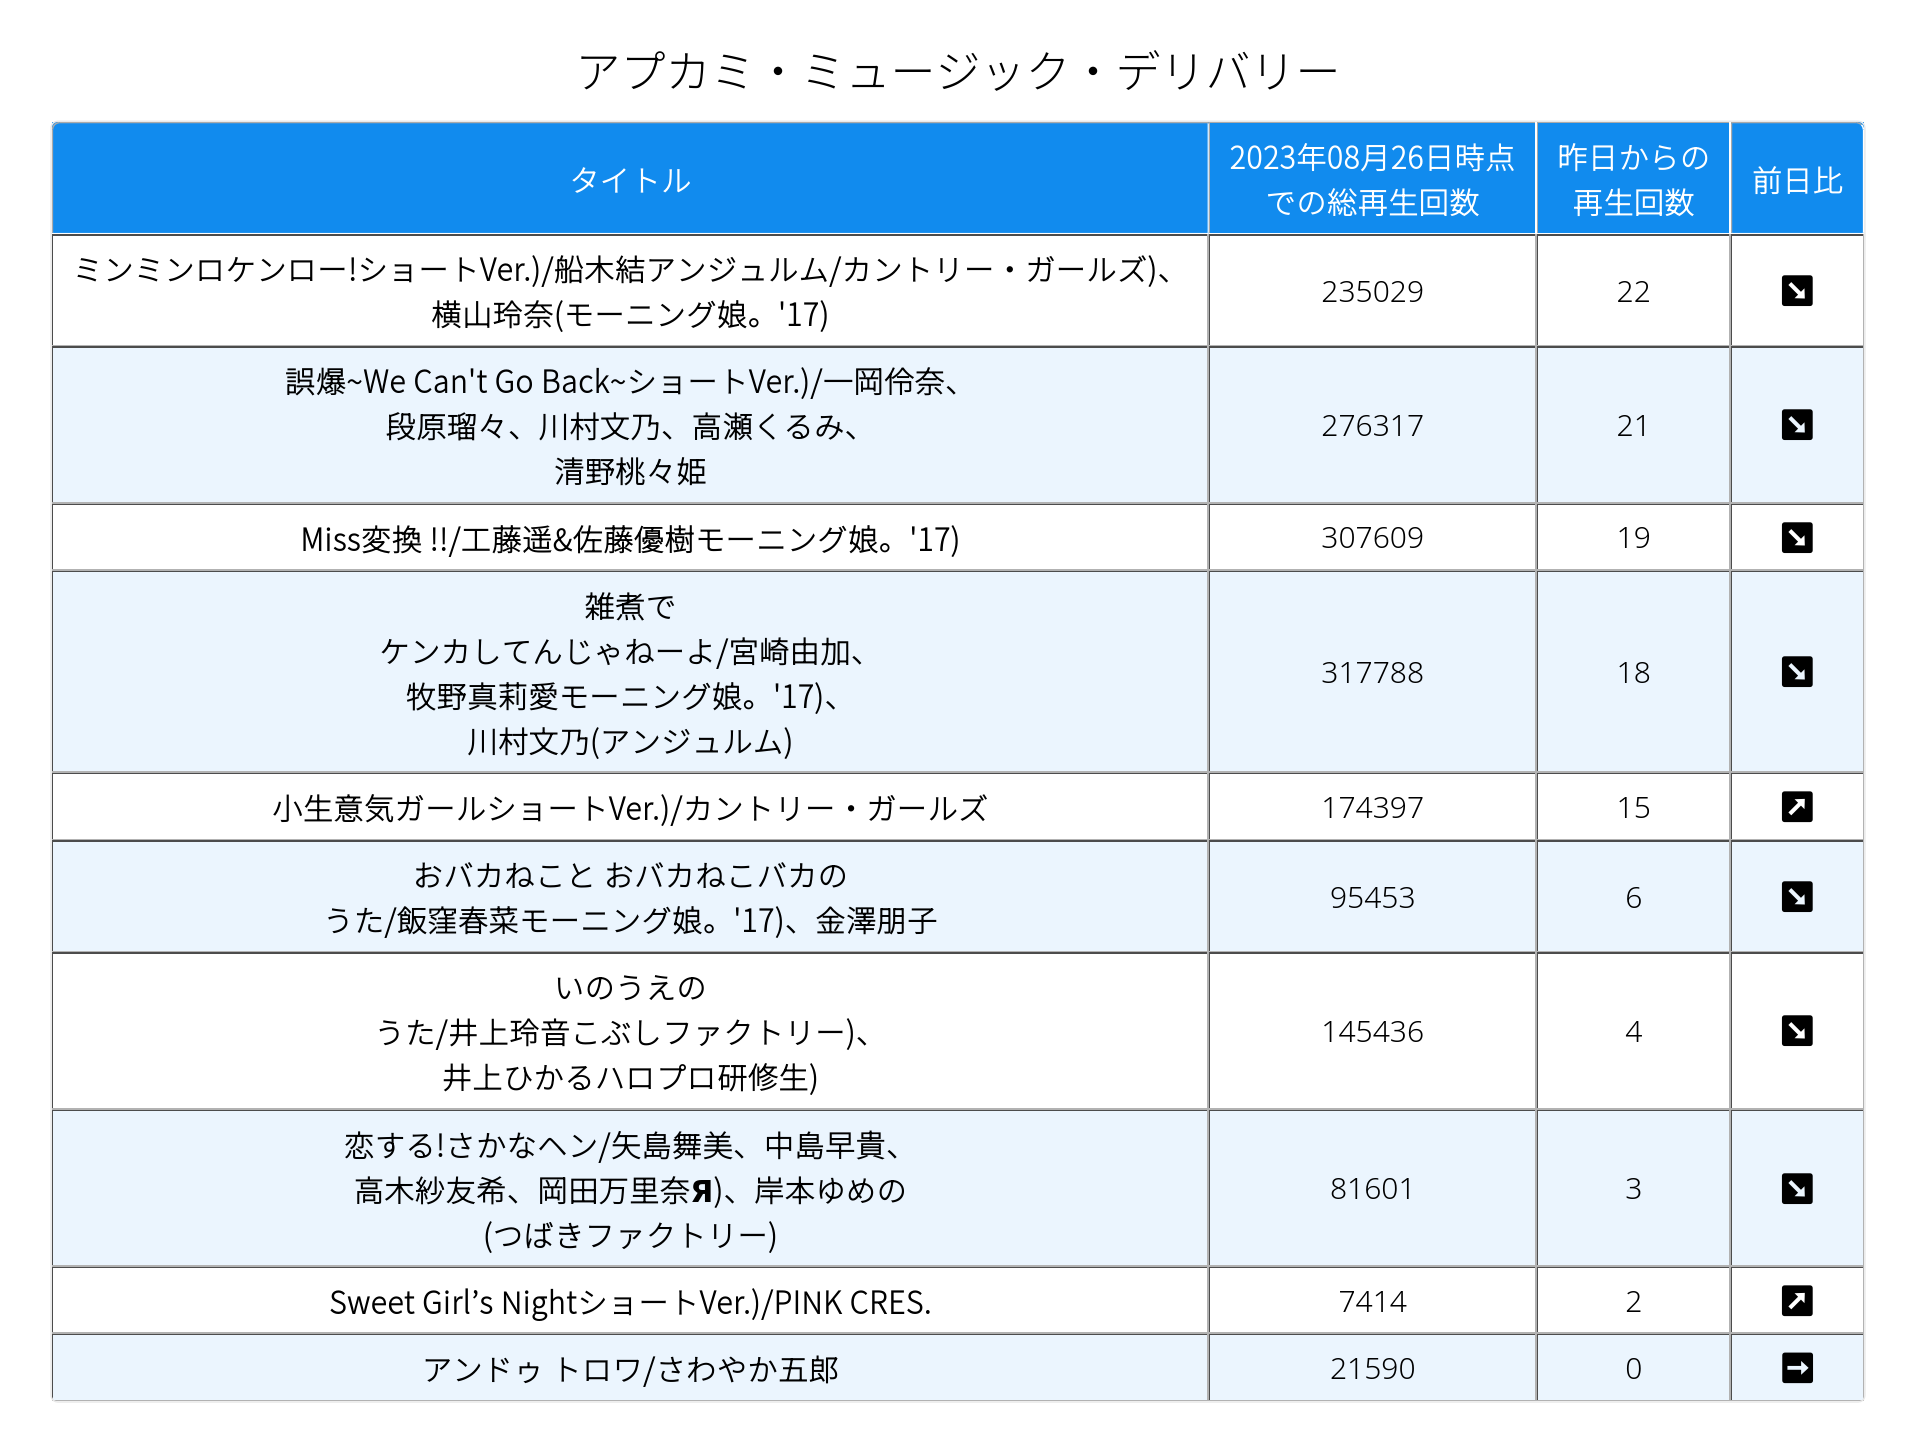 アプカミ・ミュージック・デリバリー
タイトル
2023年08月26日時点
での総再生回数
昨日からの
再生回数
前日比
ミンミンロケンロー!ショートVer.)/船木結アンジュルム/カントリー・ガールズ)、
横山玲奈(モーニング娘。'17)
235029
22
誤爆~We Can't Go Back~ショートVer.)/一岡伶奈、
段原瑠々、川村文乃、高瀬くるみ、
清野桃々姫
276317
21
Miss変換 !!/工藤遥&佐藤優樹モーニング娘。'17)
307609
19
雑煮で
ケンカしてんじゃねーよ/宮崎由加、
牧野真莉愛モーニング娘。'17)、
川村文乃(アンジュルム)
317788
18
小生意気ガールショートVer.)/カントリー・ガールズ
174397
15
おバカねこと おバカねこバカの
うた/飯窪春菜モーニング娘。'17)、金澤朋子
95453
6
いのうえの
うた/井上玲音こぶしファクトリー)、
井上ひかるハロプロ研修生)
145436
4
恋する!さかなヘン/矢島舞美、中島早貴、
高木紗友希、岡田万里奈Я)、岸本ゆめの
(つばきファクトリー)
81601
3
Sweet Girl’s NightショートVer.)/PINK CRES.
7414
2
アンドゥ トロワ/さわやか五郎
21590
0